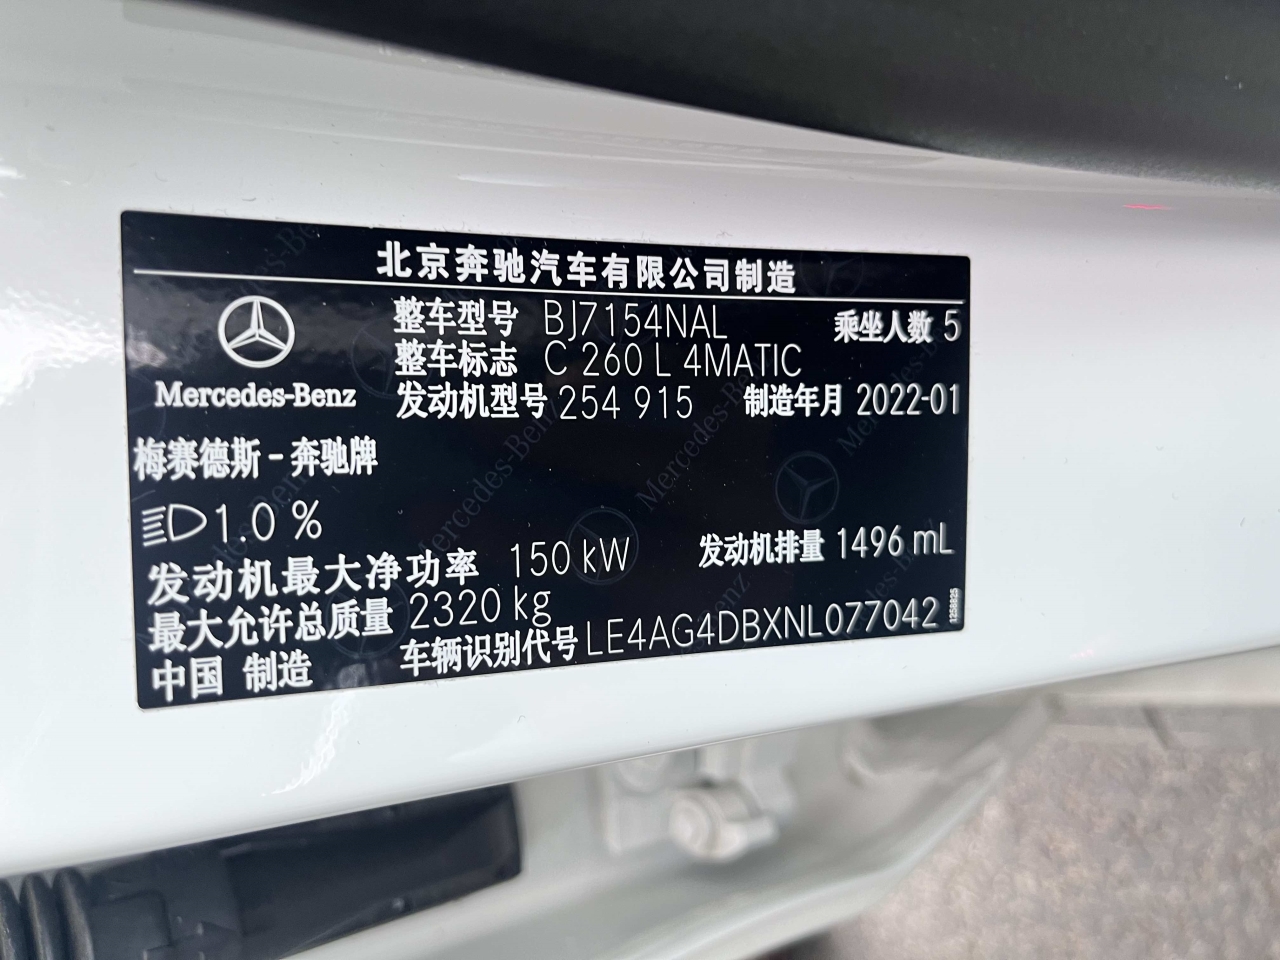 北京奔驰汽车有限公司制造
整车型号 BJ7154NAL 乘坐人数 5
整车标志 C 260 L 4MATIC
Mercedes-Benz
发动机型号 254 915 制造年月 2022-01
梅赛德斯-奔驰牌
1.0 %
发动机最大净功率 150 kW 发动机排量 1496 mL
最大允许总质量 2320 kg
中国 制造 车辆识别代号 LE4AG4DBXNL077042